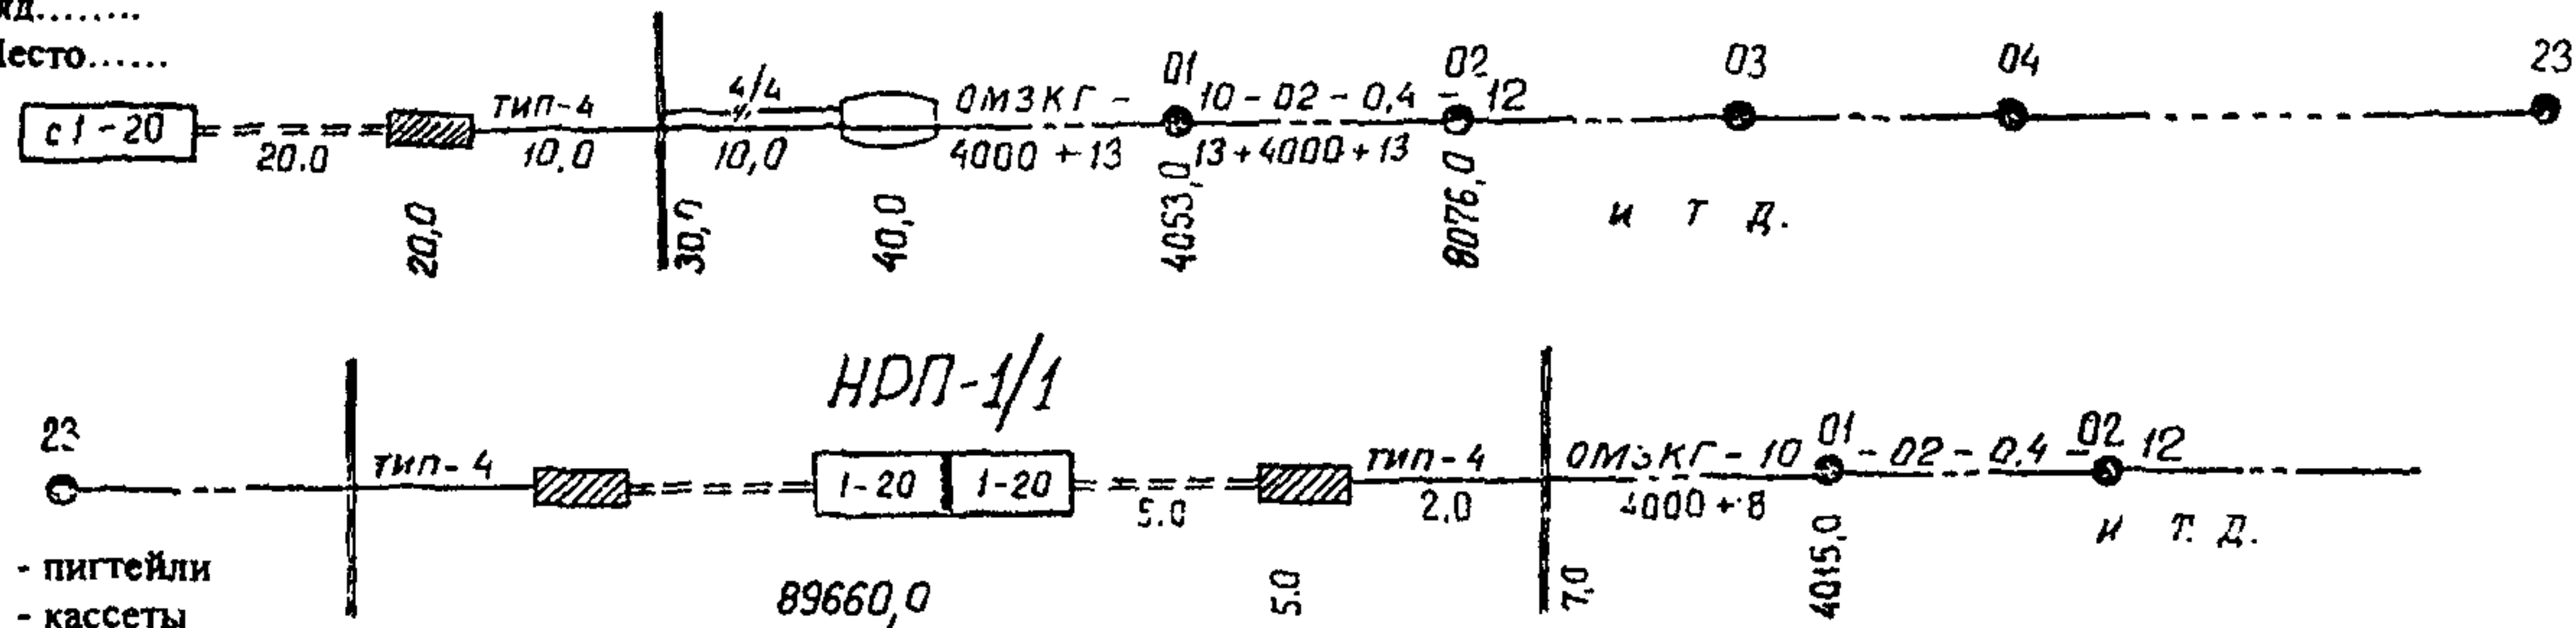 есто......
01 02 03 04 23
4/4
тип-4 ОМЗКГ - 10-02-0,4-12
с1-20
20.0 10,0 10,0 4000+13 13+4000+13
20,0 30,0 40,0 4053,0 8076,0 и т д.
НРП-1/1
23 01 02
тип-4 тип-4 ОМЗКГ-10-02-0.4-12
1-20 1-20
5.0 2,0 4000+8
- пигтейли
89660,0 5.0 7,0 4015,0 и т. д.
- кассеты